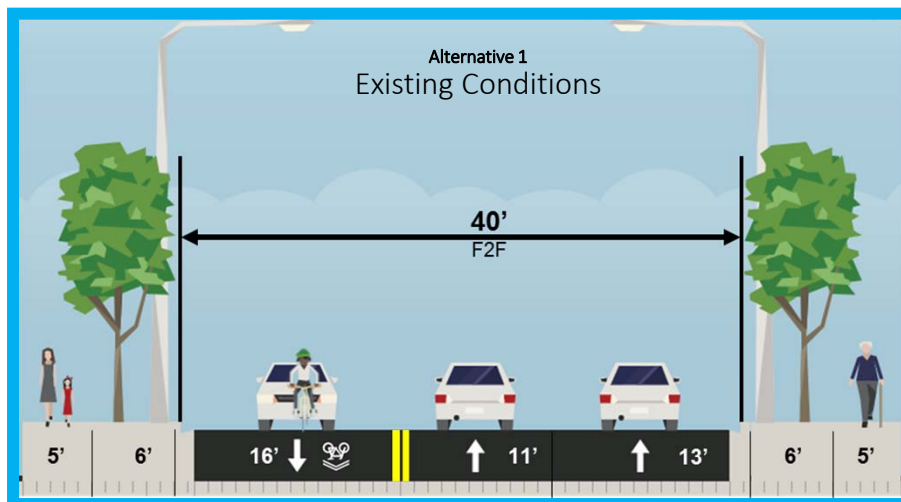 Alternative 1
Existing Conditions
40’
F2F
5’ 6’ 16’ 11’ 13’ 6’ 5’